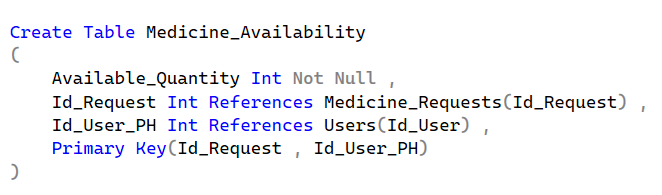 Create Table Medicine_Availability
(
    Available_Quantity Int Not Null ,
    Id_Request Int References Medicine_Requests(Id_Request) ,
    Id_User_PH Int References Users(Id_User) ,
    Primary Key(Id_Request , Id_User_PH)
)